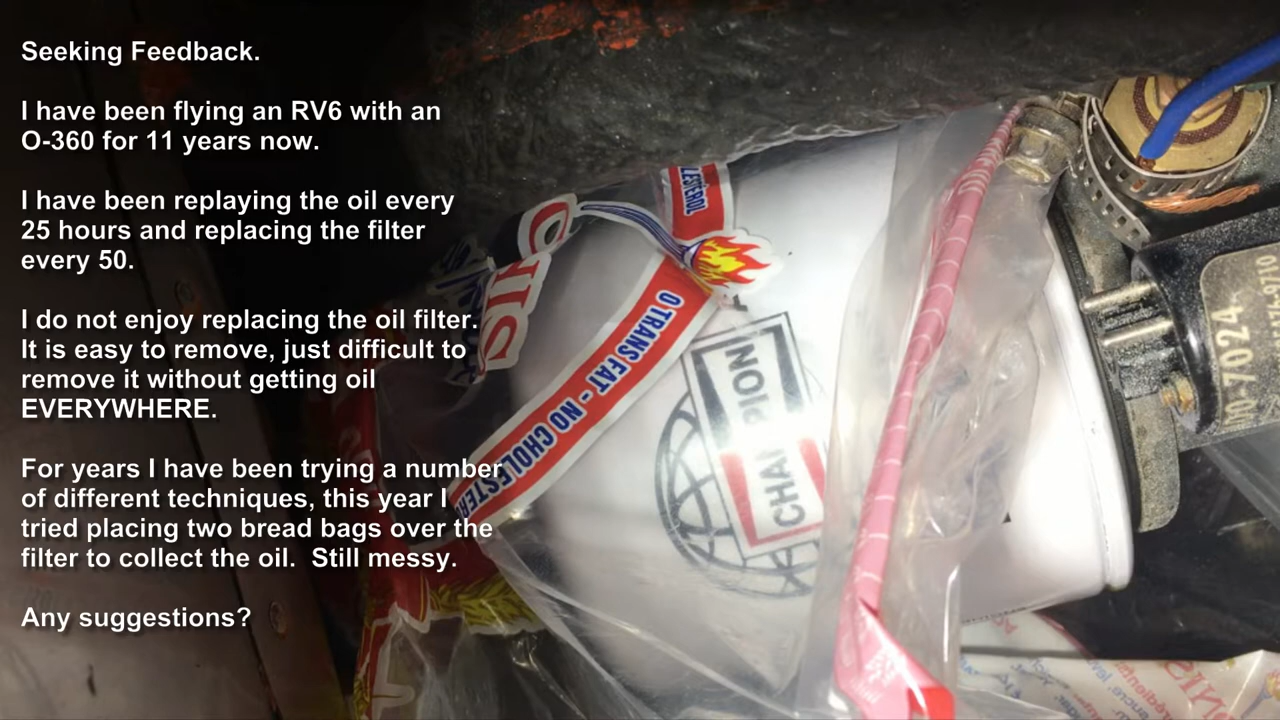 Seeking Feedback.
I have been flying an RV6 with an
O-360 for 11 years now.
I have been replaying the oil every
25 hours and replacing the filter
every 50.
I do not enjoy replacing the oil filter.
It is easy to remove, just difficult to
remove it without getting oil
EVERYWHERE.
For years I have been trying a number
of different techniques, this year I
tried placing two bread bags over the
filter to collect the oil.  Still messy.
Any suggestions?
0 TRANS FAT - NO CHOLESTER
LESTEROL
CHA PION
7024